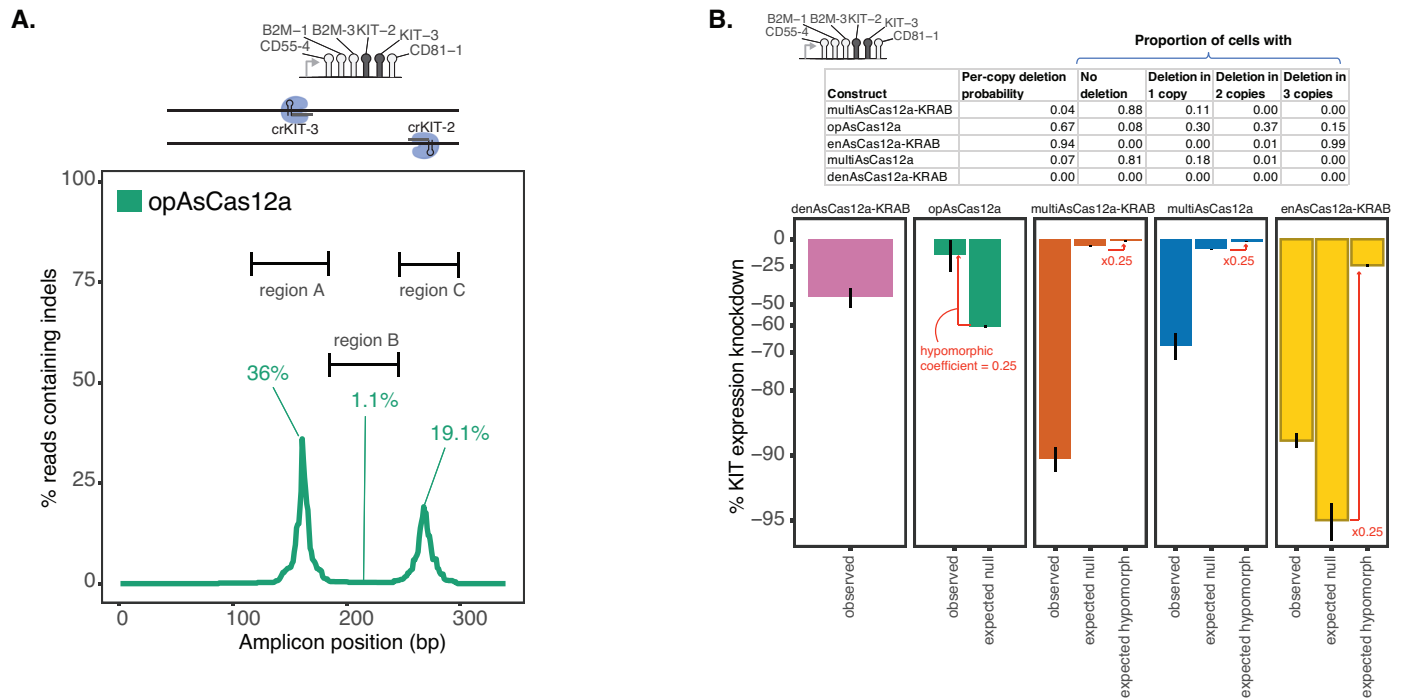 A.
B2M−1 B2M-3 KIT−2
CD55-4 KIT−3
CD81−1
crKIT-3
crKIT-2
opAsCas12a
region A
region C
region B
36%
1.1%
19.1%
100
75
50
25
0
% reads containing indels
0 100 200 300
Amplicon position (bp)
B.
B2M−1 B2M-3 KIT−2
CD55-4 KIT−3
CD81−1
Proportion of cells with
Construct Per-copy deletion probability No deletion Deletion in 1 copy Deletion in 2 copies Deletion in 3 copies
multiAsCas12a-KRAB 0.04 0.88 0.11 0.00 0.00
opAsCas12a 0.67 0.08 0.30 0.37 0.15
enAsCas12a-KRAB 0.94 0.00 0.00 0.01 0.99
multiAsCas12a 0.07 0.81 0.18 0.01 0.00
denAsCas12a-KRAB 0.00 0.00 0.00 0.00 0.00
denAsCas12a-KRAB opAsCas12a multiAsCas12a-KRAB multiAsCas12a enAsCas12a-KRAB
0
−25
−50
−60
−70
−80
−90
−95
% KIT expression knockdown
hypomorphic
coefficient = 0.25
x0.25
x0.25
x0.25
observed
observed
expected null
observed
expected null
expected hypomorph
observed
expected null
expected hypomorph
observed
expected null
expected hypomorph